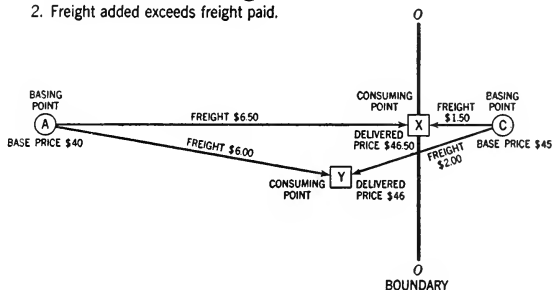 2. Freight added exceeds freight paid.
O
BASING
POINT
A
BASE PRICE $40
FREIGHT $6.50
FREIGHT $6.00
CONSUMING
POINT
X
DELIVERED
PRICE $46.50
FREIGHT
$1.50
BASING
POINT
C
BASE PRICE $45
FREIGHT
$2.00
CONSUMING
POINT
Y
DELIVERED
PRICE $46
O
BOUNDARY